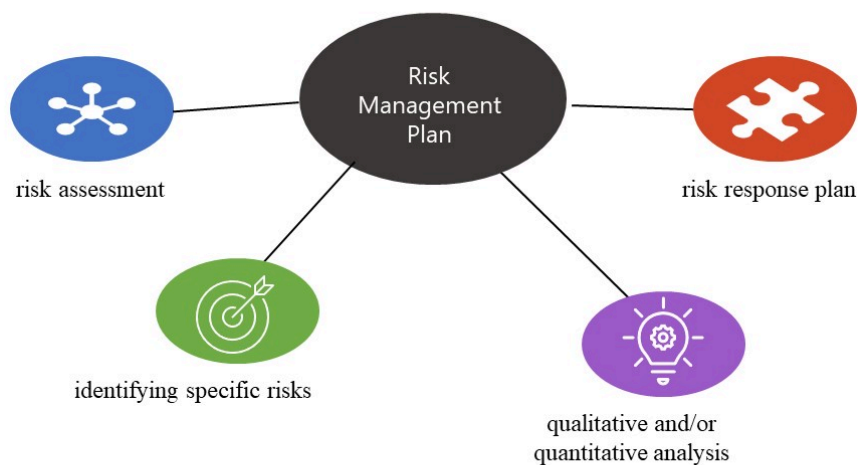 Risk
Management
Plan
risk assessment
risk response plan
identifying specific risks
qualitative and/or
quantitative analysis